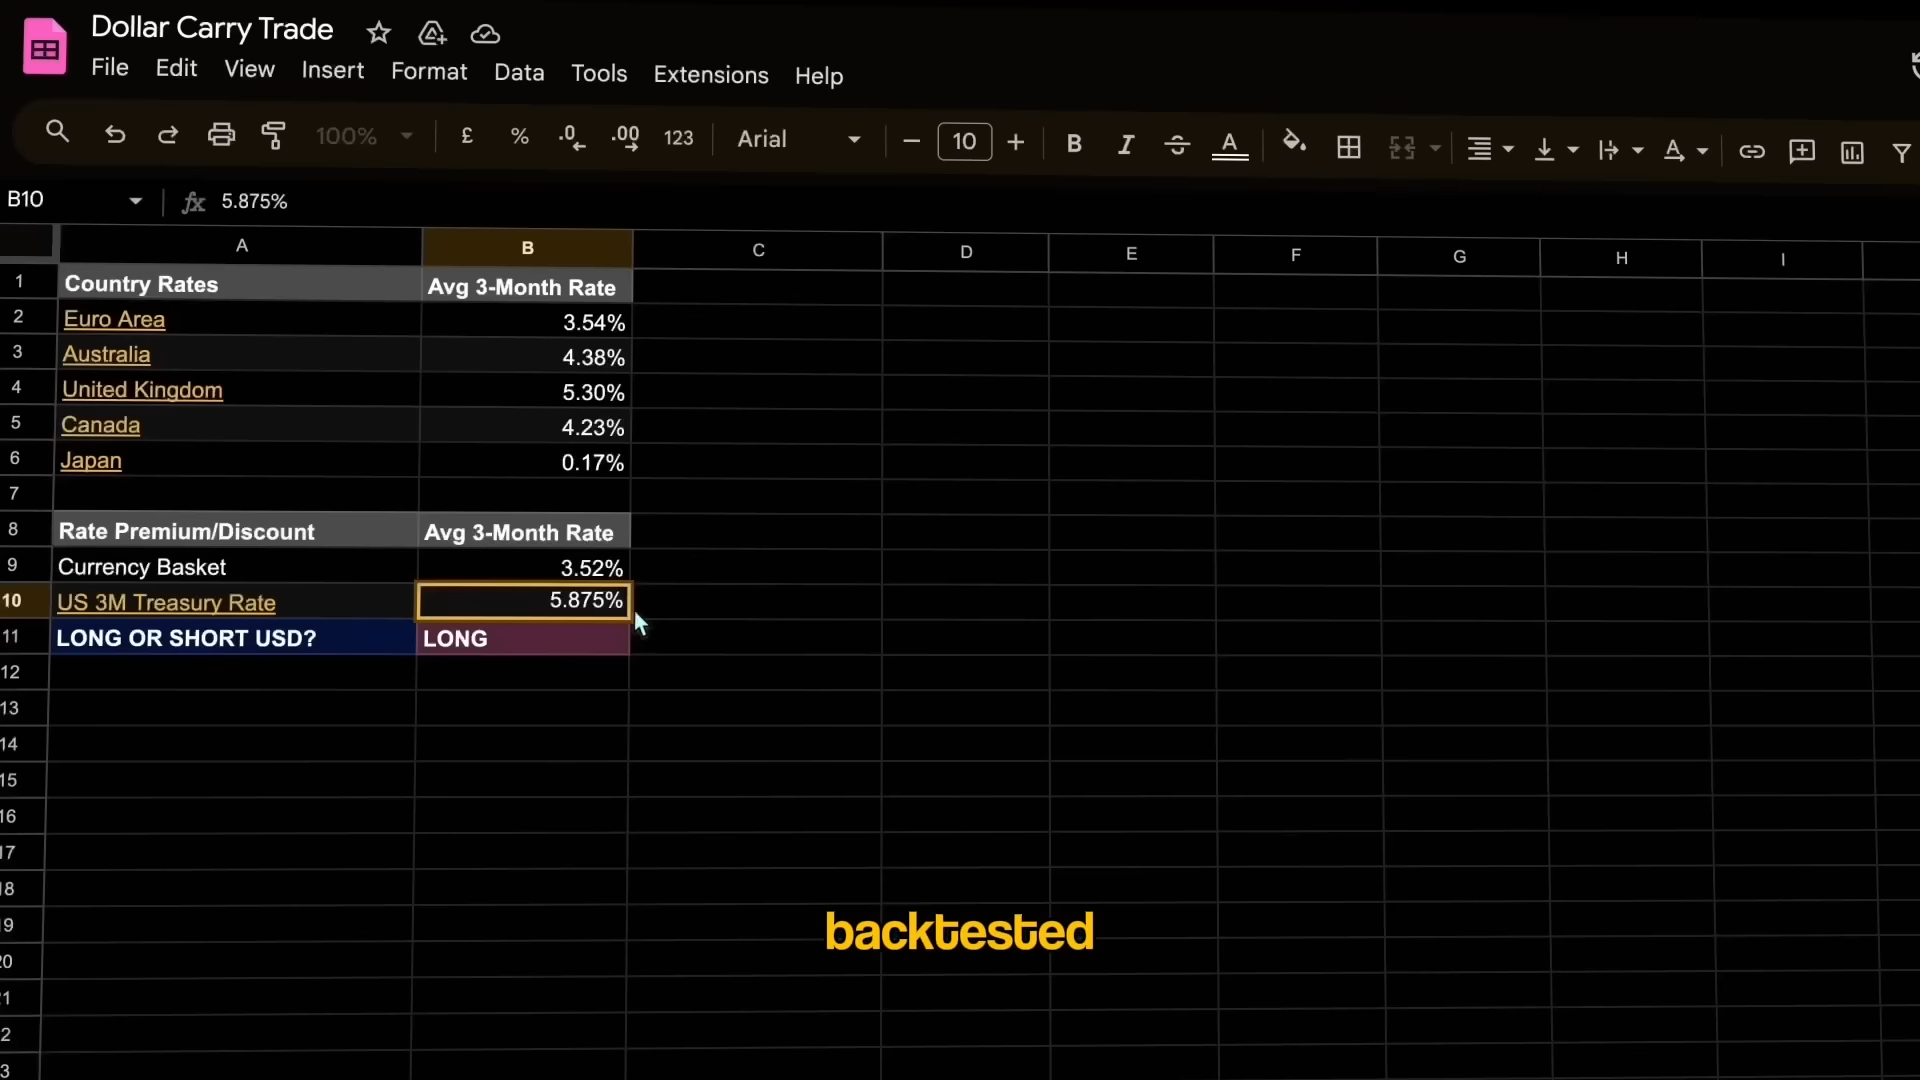 Dollar Carry Trade
File Edit View Insert Format Data Tools Extensions Help
100% £ % .0 .00 123 Arial 10 B I A A
B10 fx 5.875%
A B C D E F G H I
1 Country Rates Avg 3-Month Rate
2 Euro Area 3.54%
3 Australia 4.38%
4 United Kingdom 5.30%
5 Canada 4.23%
6 Japan 0.17%
7
8 Rate Premium/Discount Avg 3-Month Rate
9 Currency Basket 3.52%
10 US 3M Treasury Rate 5.875%
11 LONG OR SHORT USD? LONG
12
13
14
15
16
17
18
19
backtested
20